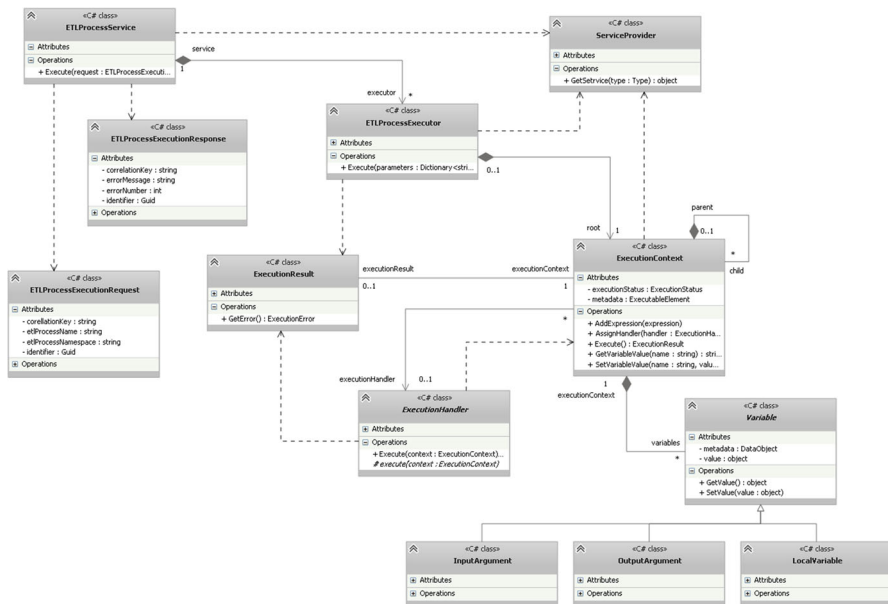 «C# class»
ETLProcessService
Attributes
Operations
+ Execute(request : ETLProcessExecuti...
service
1
executor
*
«C# class»
ServiceProvider
Attributes
Operations
+ GetSetrvice(type : Type) : object
«C# class»
ETLProcessExecutionResponse
Attributes
- correlationKey : string
- errorMessage : string
- errorNumber : int
- identifier : Guid
Operations
«C# class»
ETLProcessExecutor
Attributes
Operations
+ Execute(parameters : Dictionary<stri...
0..1
root
1
parent
0..1
*
child
«C# class»
ETLProcessExecutionRequest
Attributes
- corellationKey : string
- etlProcessName : string
- etlProcessNamespace : string
- identifier : Guid
Operations
«C# class»
ExecutionResult
Attributes
Operations
+ GetError() : ExecutionError
executionResult
0..1
executionContext
1
«C# class»
ExecutionContext
Attributes
- executionStatus : ExecutionStatus
- metadata : ExecutableElement
Operations
+ AddExpression(expression)
+ AssignHandler(handler : ExecutionHa...
+ Execute() : ExecutionResult
+ GetVariableValue(name : string) : stri...
+ SetVariableValue(name : string, valu...
*
executionHandler
0..1
«C# class»
ExecutionHandler
Attributes
Operations
+ Execute(context : ExecutionContext)...
# execute(context : ExecutionContext)
1
executionContext
variables
*
«C# class»
Variable
Attributes
- metadata : DataObject
- value : object
Operations
+ GetValue() : object
+ SetValue(value : object)
«C# class»
InputArgument
Attributes
Operations
«C# class»
OutputArgument
Attributes
Operations
«C# class»
LocalVariable
Attributes
Operations